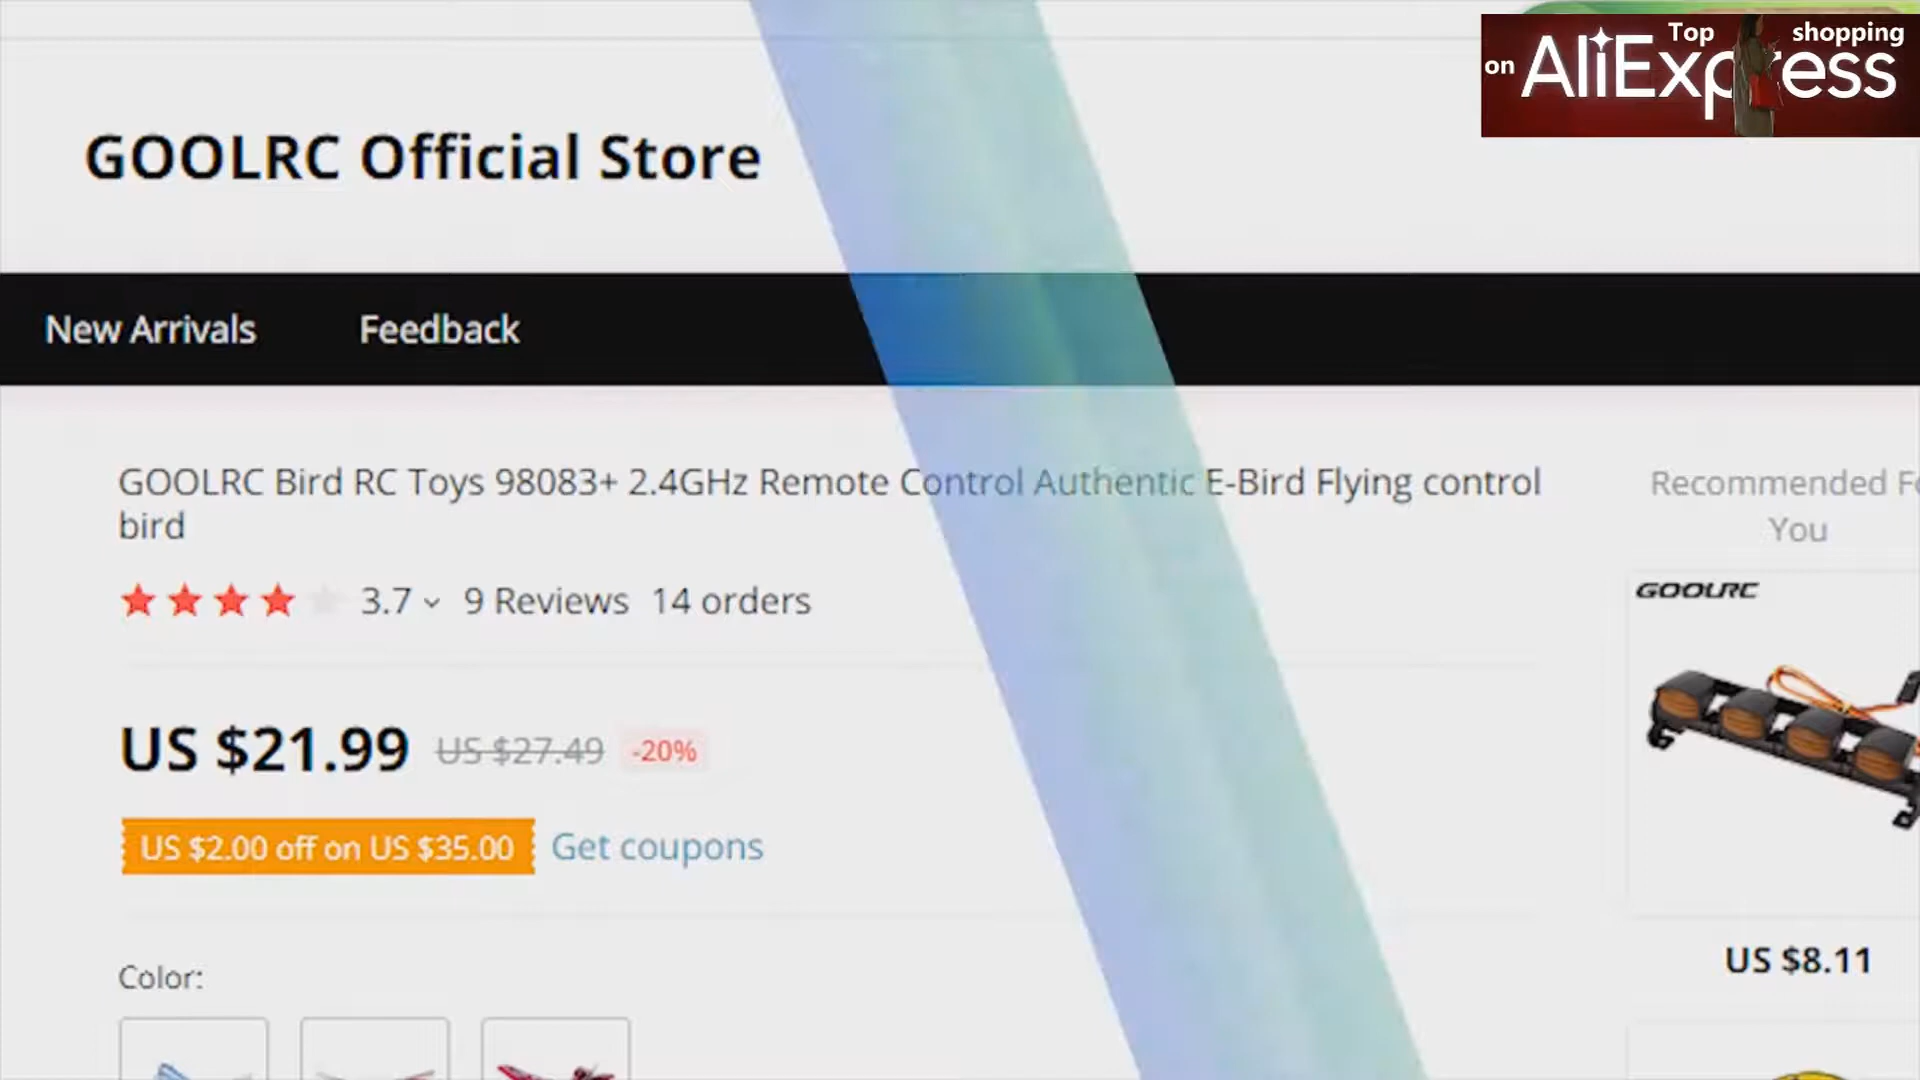 Top shopping
on AliExpress
GOOLRC Official Store
New Arrivals Feedback
GOOLRC Bird RC Toys 98083+ 2.4GHz Remote Control Authentic E-Bird Flying control
bird
3.7 9 Reviews 14 orders
US $21.99 US $27.49 -20%
US $2.00 off on US $35.00 Get coupons
Color:
Recommended Fo
You
GOOLRC
US $8.11